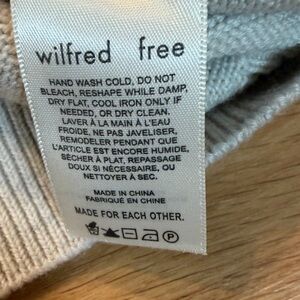 wilfred free
HAND WASH COLD, DO NOT
BLEACH, RESHAPE WHILE DAMP,
DRY FLAT, COOL IRON ONLY IF
NEEDED, OR DRY CLEAN.
LAVER À LA MAIN À L'EAU
FROIDE, NE PAS JAVELISER,
REMODELER PENDANT QUE
L'ARTICLE EST ENCORE HUMIDE,
SÉCHER À PLAT, REPASSAGE
DOUX SI NÉCESSAIRE, OU
NETTOYER À SEC.
MADE IN CHINA
FABRIQUÉ EN CHINE
MADE FOR EACH OTHER.
P